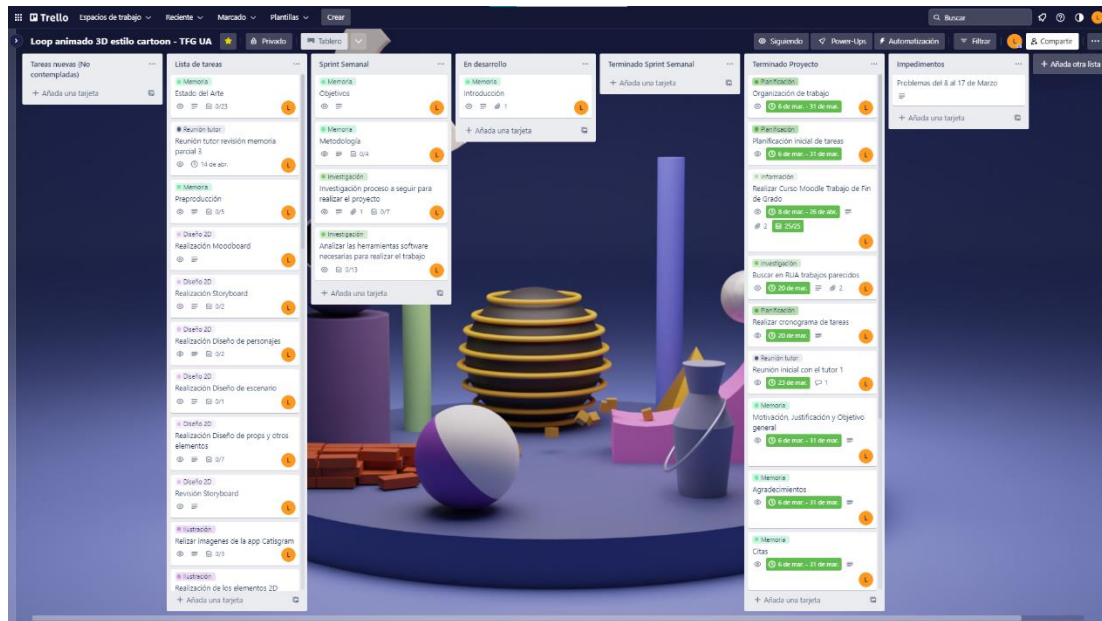 Trello Espacios de trabajo Reciente Marcado Plantillas Crear Buscar
Loop animado 3D estilo cartoon - TFG UA Privado Tablero Siguiendo Power-Ups Automatización Filtrar L Compartir
Tareas nuevas (No
contempladas)
+ Añada una tarjeta
Lista de tareas
Memoria
Estado del Arte
0/23
L
Reunión tutor
Reunión tutor revisión memoria
parcial 3
14 de abr.
L
Memoria
Preproducción
0/5
L
Diseño 2D
Realización Moodboard
L
Diseño 2D
Realización Storyboard
0/2
L
Diseño 2D
Realización Diseño de personajes
0/2
L
Diseño 2D
Realización Diseño de escenario
0/1
L
Diseño 2D
Realización Diseño de props y otros
elementos
0/7
L
Diseño 2D
Revisión Storyboard
L
Ilustración
Relizar imagenes de la app Catisgram
0/3
L
Ilustración
Realización de los elementos 2D
+ Añada una tarjeta
Sprint Semanal
Memoria
Objetivos
L
Memoria
Metodología
0/4
L
Investigación
Investigación proceso a seguir para
realizar el proyecto
1 0/7
L
Investigación
Analizar las herramientas software
necesarias para realizar el trabajo
0/13
L
+ Añada una tarjeta
En desarrollo
Memoria
Introducción
1
L
+ Añada una tarjeta
Terminado Sprint Semanal
+ Añada una tarjeta
Terminado Proyecto
Planificación
Organización de trabajo
6 de mar. - 31 de mar.
L
Planificación
Planificación inicial de tareas
6 de mar. - 31 de mar.
L
Información
Realizar Curso Moodle Trabajo de Fin
de Grado
8 de mar. - 26 de abr.
2 25/25
L
Investigación
Buscar en RUA trabajos parecidos
20 de mar. 2
L
Planificación
Realizar cronograma de tareas
20 de mar.
L
Reunión tutor
Reunión inicial con el tutor 1
23 de mar. 1
L
Memoria
Motivación, Justificación y Objetivo
general
6 de mar. - 31 de mar.
L
Memoria
Agradecimientos
6 de mar. - 31 de mar.
L
Memoria
Citas
6 de mar. - 31 de mar.
L
+ Añada una tarjeta
Impedimentos
Problemas del 8 al 17 de Marzo
+ Añada una tarjeta
+ Añada otra lista